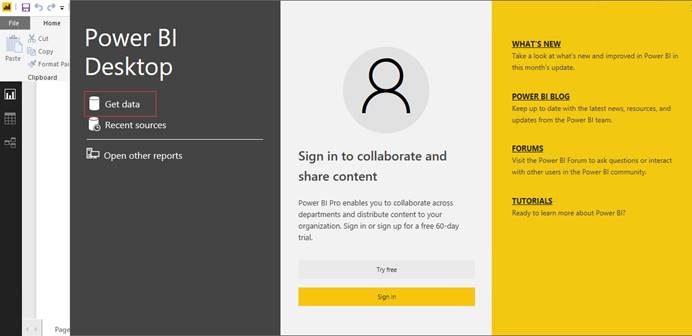 File
Home
Paste
Cut
Copy
Format Pai
Clipboard
Page
Power BI
Desktop
Get data
Recent sources
Open other reports
Sign in to collaborate and
share content
Power BI Pro enables you to collaborate across
departments and distribute content to your
organization. Sign in or sign up for a free 60-day
trial.
Try free
Sign in
WHAT'S NEW
Take a look at what's new and improved in Power BI in
this month's update.
POWER BI BLOG
Keep up to date with the latest news, resources, and
updates from the Power BI team.
FORUMS
Visit the Power BI Forum to ask questions or interact
with other users in the Power BI community.
TUTORIALS
Ready to learn more about Power BI?